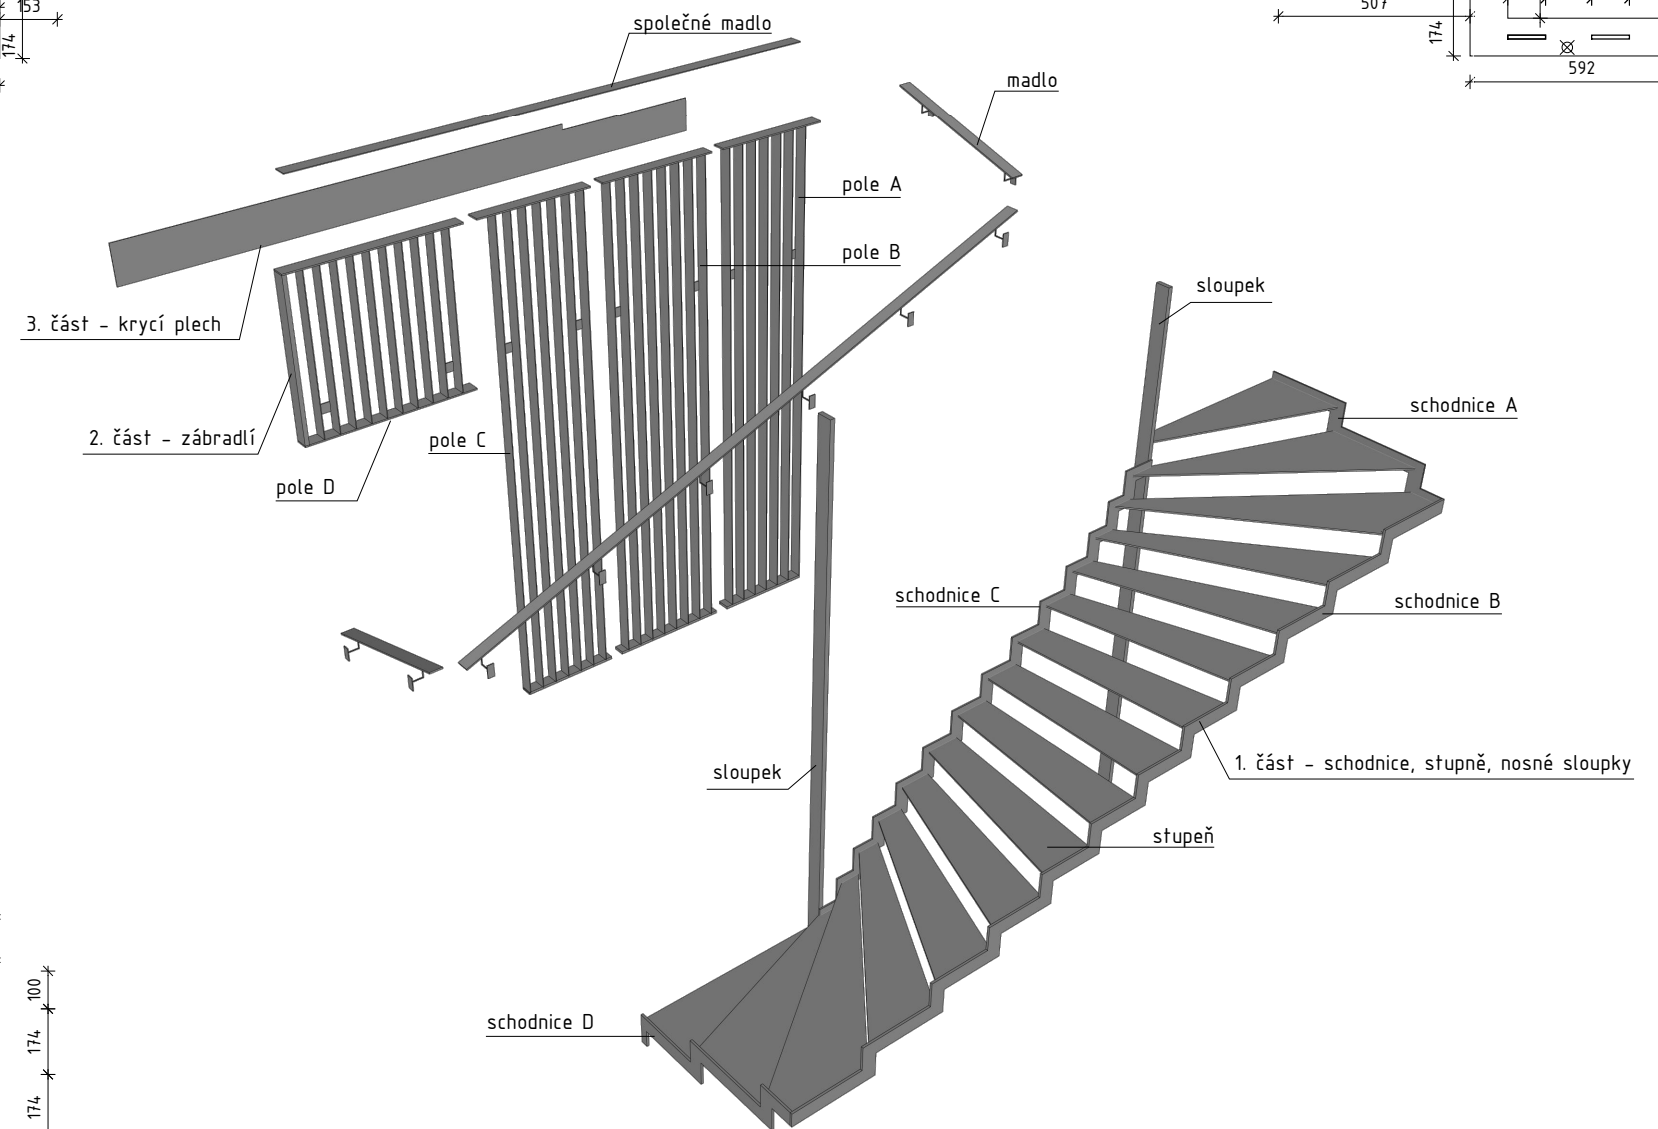 153
174
507
174
592
společné madlo
madlo
pole A
pole B
3. část - krycí plech
2. část - zábradlí
pole C
pole D
sloupek
schodnice A
schodnice C
schodnice B
sloupek
1. část - schodnice, stupně, nosné sloupky
stupeň
schodnice D
100
174
174